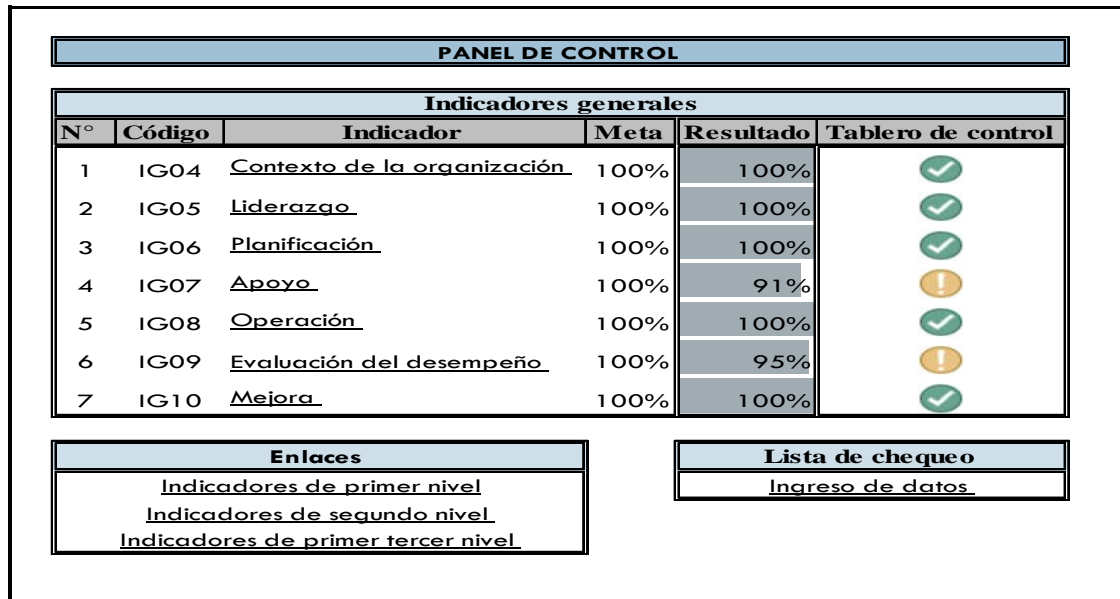 PANEL DE CONTROL
Indicadores generales
N° Código Indicador Meta Resultado Tablero de control
1 IG04 Contexto de la organización 100% 100%
2 IG05 Liderazgo 100% 100%
3 IG06 Planificación 100% 100%
4 IG07 Apoyo 100% 91%
5 IG08 Operación 100% 100%
6 IG09 Evaluación del desempeño 100% 95%
7 IG10 Mejora 100% 100%
Enlaces Lista de chequeo
Indicadores de primer nivel Ingreso de datos
Indicadores de segundo nivel
Indicadores de primer tercer nivel